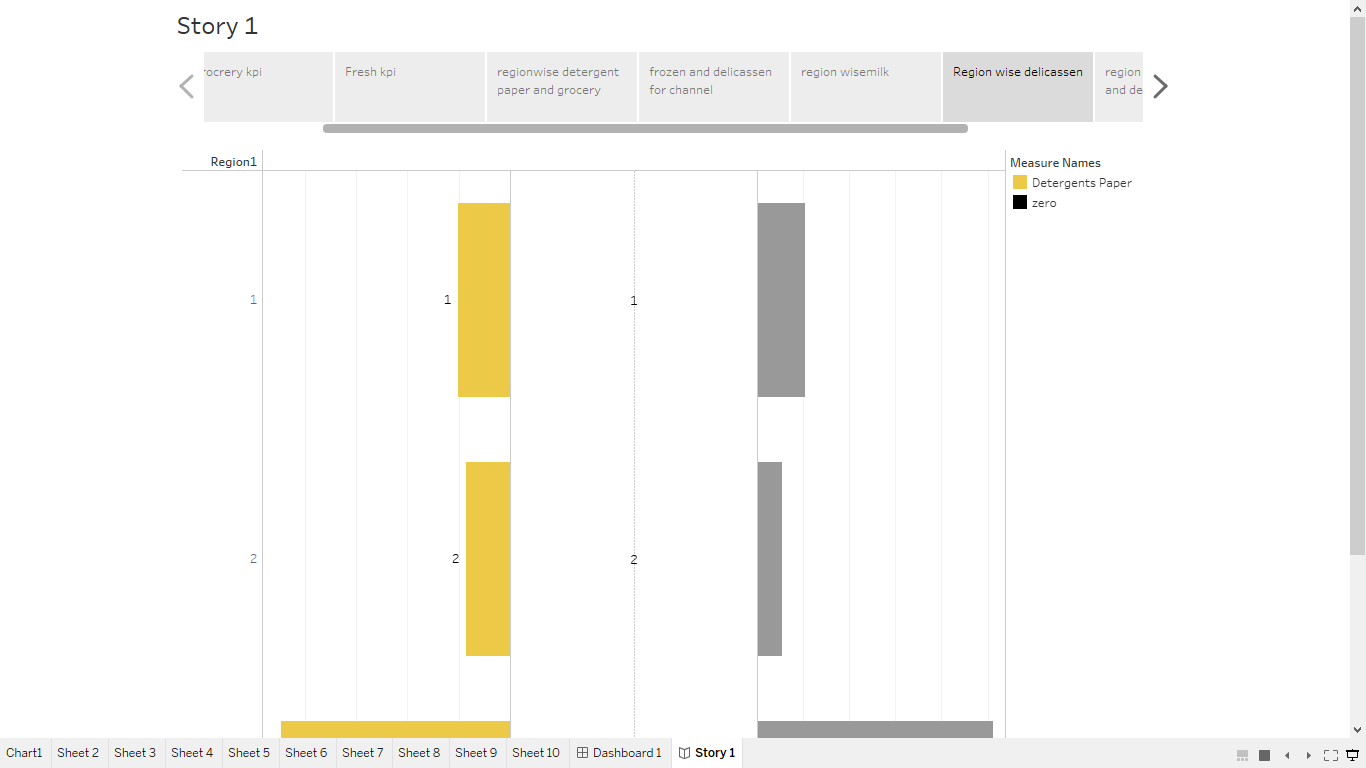 Story 1
rocrery kpi
Fresh kpi
regionwise detergent
paper and grocery
frozen and delicassen
for channel
region wisemilk
Region wise delicassen
region
and de
Region1
Measure Names
Detergents Paper
zero
1
1
1
2
2
2
Chart1
Sheet 2
Sheet 3
Sheet 4
Sheet 5
Sheet 6
Sheet 7
Sheet 8
Sheet 9
Sheet 10
Dashboard 1
Story 1